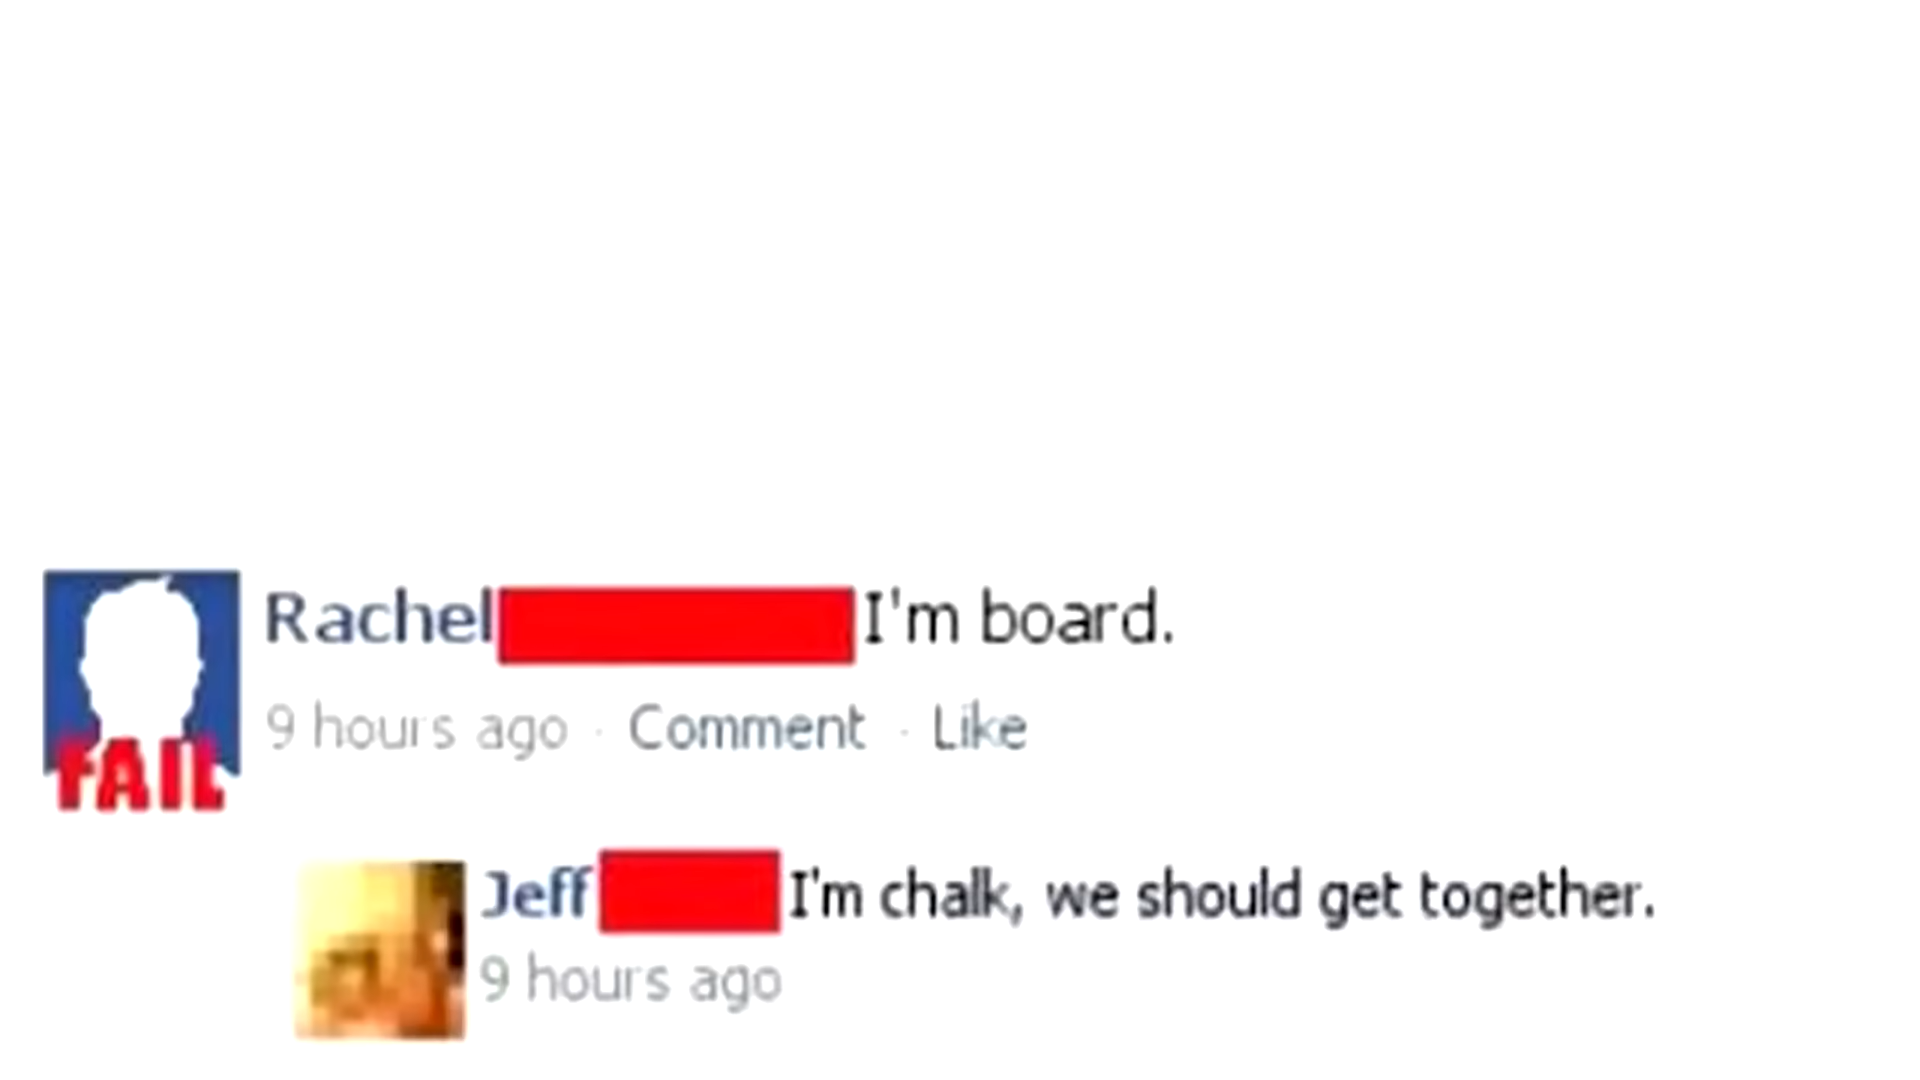 Rachel I'm board.
9 hours ago · Comment · Like
FAIL
Jeff I'm chalk, we should get together.
9 hours ago